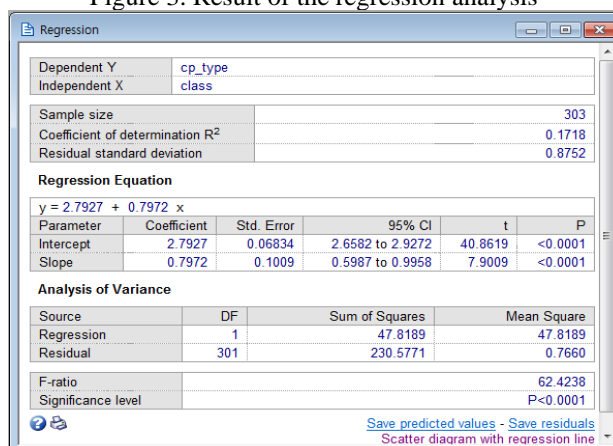 Figure 3. Result of the regression analysis
Regression
Dependent Y cp_type
Independent X class
Sample size 303
Coefficient of determination R² 0.1718
Residual standard deviation 0.8752
Regression Equation
y = 2.7927 + 0.7972 x
Parameter Coefficient Std. Error 95% CI t P
Intercept 2.7927 0.06834 2.6582 to 2.9272 40.8619 <0.0001
Slope 0.7972 0.1009 0.5987 to 0.9958 7.9009 <0.0001
Analysis of Variance
Source DF Sum of Squares Mean Square
Regression 1 47.8189 47.8189
Residual 301 230.5771 0.7660
F-ratio 62.4238
Significance level P<0.0001
Save predicted values - Save residuals
Scatter diagram with regression line